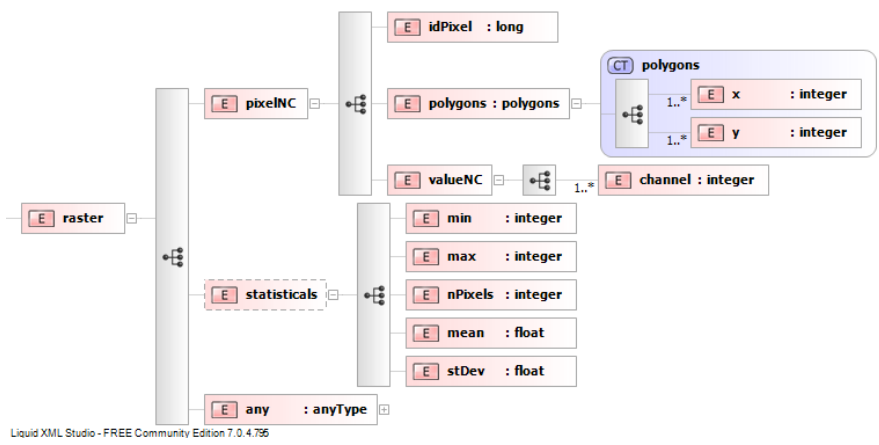 E idPixel : long
CT polygons
E x : integer
1..*
E pixelNC
E polygons : polygons
E y : integer
1..*
E valueNC
E channel : integer
1..*
E raster
E min : integer
E max : integer
E statisticals
E nPixels : integer
E mean : float
E stDev : float
E any : anyType
Liquid XML Studio - FREE Community Edition 7.0.4.795